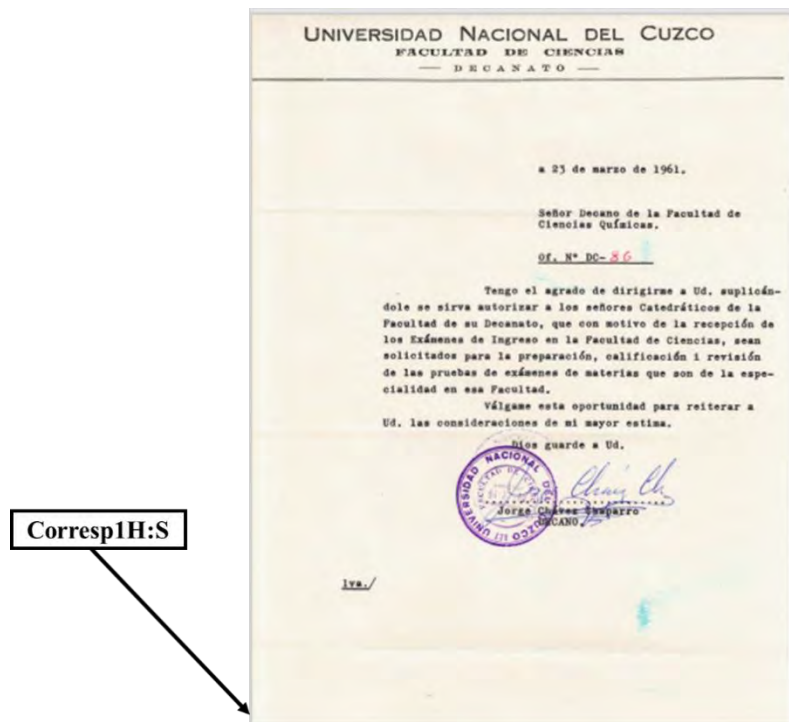 UNIVERSIDAD NACIONAL DEL CUZCO
FACULTAD DE CIENCIAS
— DECANATO —
a 23 de marzo de 1961.
Señor Decano de la Facultad de
Ciencias Químicas.
Of. N° DC- 86
Tengo el agrado de dirigirme a Ud. suplicán-
dole se sirva autorizar a los señores Catedráticos de la
Facultad de su Decanato, que con motivo de la recepción de
los Exámenes de Ingreso en la Facultad de Ciencias, sean
solicitados para la preparación, calificación i revisión
de las pruebas de exámenes de materias que son de la espe-
cialidad en esa Facultad.
Válgame esta oportunidad para reiterar a
Ud. las consideraciones de mi mayor estima.
Dios guarde a Ud.
UNIVERSIDAD NACIONAL DEL CUZCO
FACULTAD DE
Jorge Chávez Chaparro
DECANO.
Corresp1H:S
lva./